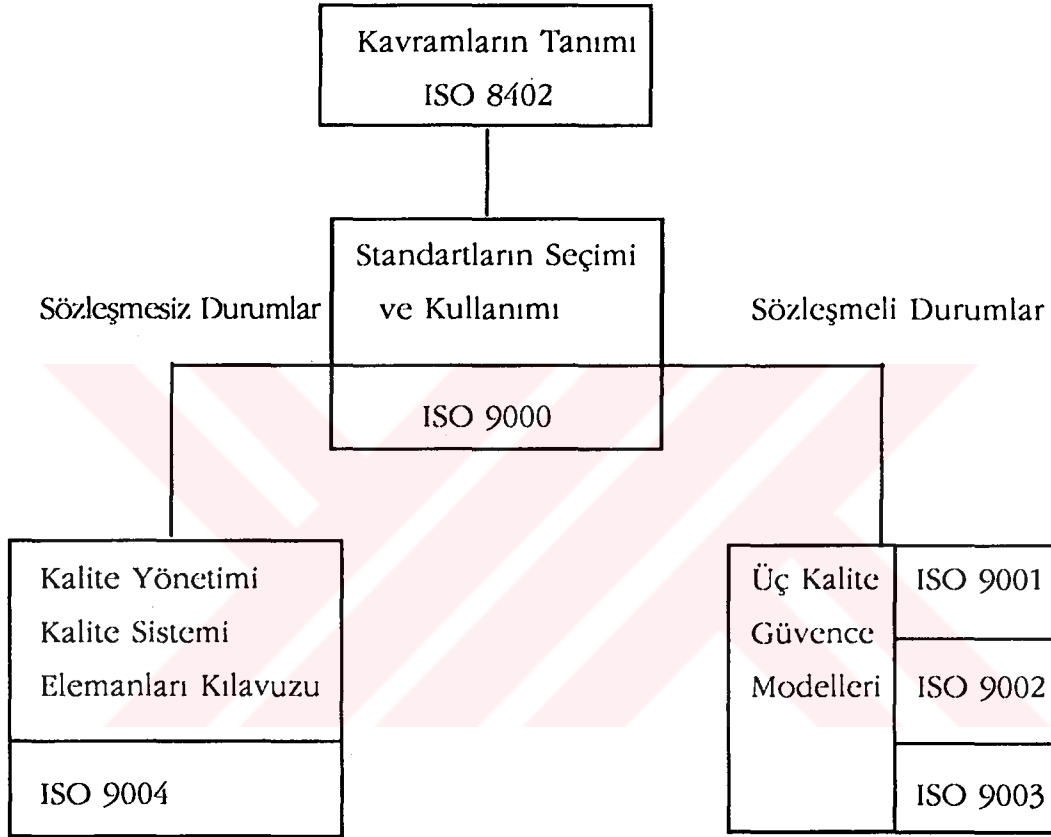 Kavramların Tanımı
ISO 8402
Standartların Seçimi
ve Kullanımı
Sözleşmesiz Durumlar
Sözleşmeli Durumlar
ISO 9000
Kalite Yönetimi
Kalite Sistemi
Elemanları Kılavuzu
ISO 9004
Üç Kalite
Güvence
Modelleri
ISO 9001
ISO 9002
ISO 9003